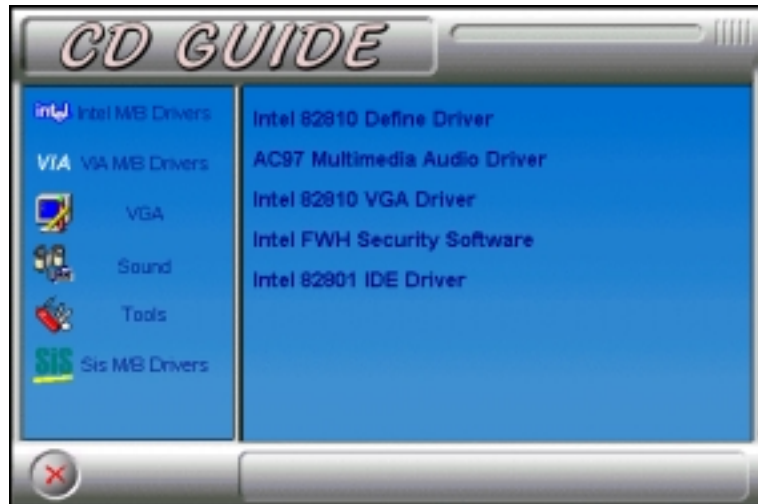 CD GUIDE
intel Intel M/B Drivers
VIA VIA M/B Drivers
VGA
Sound
Tools
SiS Sis M/B Drivers
Intel 82810 Define Driver
AC97 Multimedia Audio Driver
Intel 82810 VGA Driver
Intel FWH Security Software
Intel 82801 IDE Driver